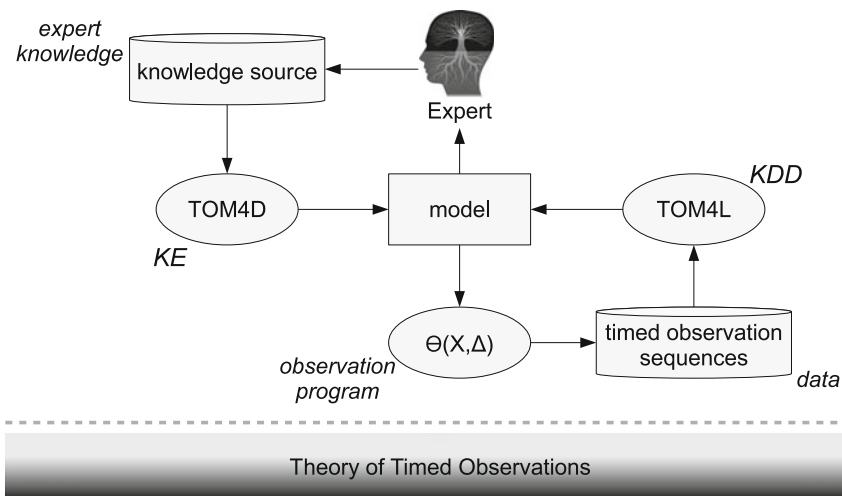 expert
knowledge
knowledge source
Expert
TOM4D
KE
model
KDD
TOM4L
Ɵ(X,Δ)
observation
program
timed observation
sequences
data
Theory of Timed Observations